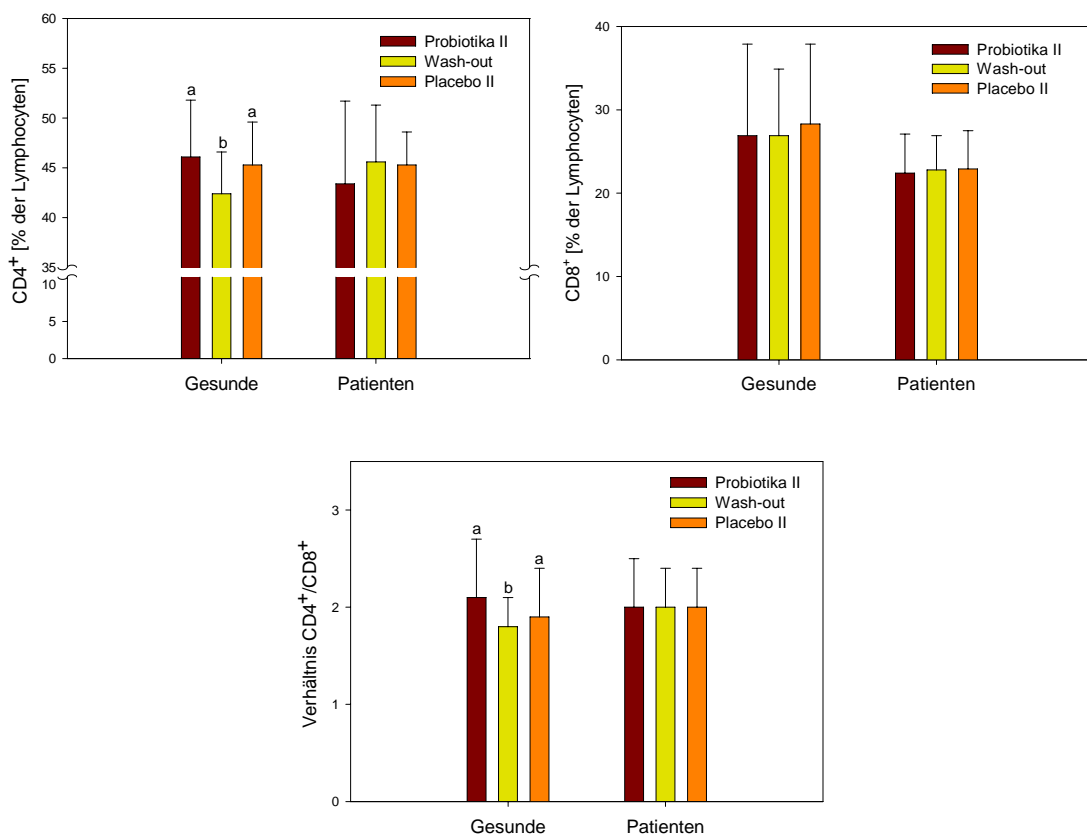 60
55
50
45
40
35
10
5
0
CD4⁺ [% der Lymphocyten]
Probiotika II
Wash-out
Placebo II
a
b
a
Gesunde
Patienten
40
30
20
10
0
CD8⁺ [% der Lymphocyten]
Probiotika II
Wash-out
Placebo II
Gesunde
Patienten
3
2
1
0
Verhältnis CD4⁺/CD8⁺
Probiotika II
Wash-out
Placebo II
a
b
a
Gesunde
Patienten